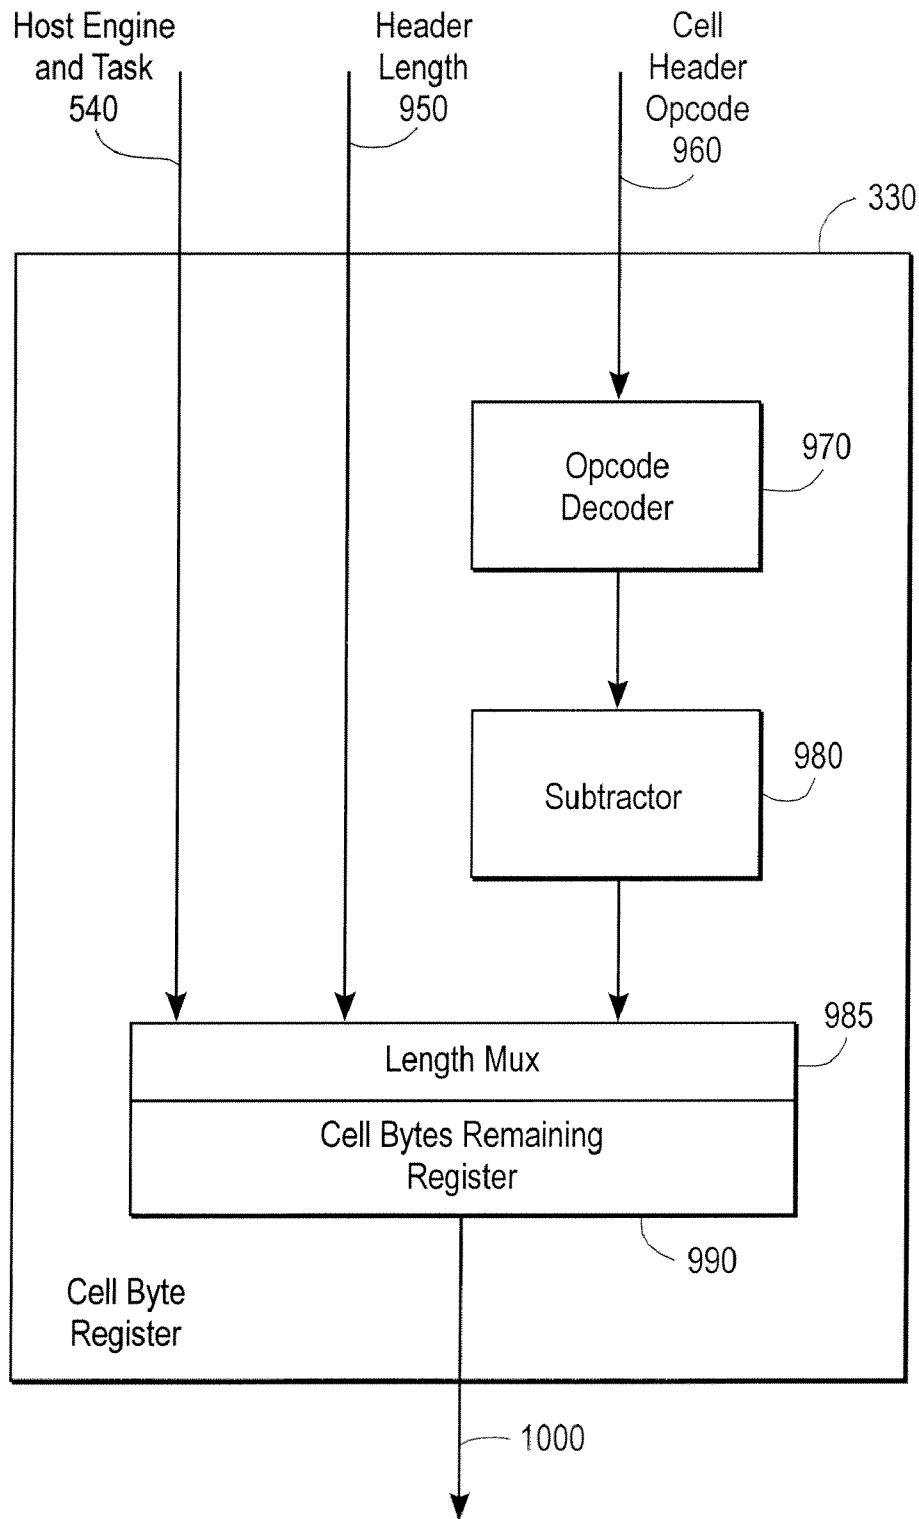 Host Engine
and Task
540
Header
Length
950
Cell
Header
Opcode
960
330
Opcode
Decoder
970
Subtractor
980
985
Length Mux
Cell Bytes Remaining
Register
990
Cell Byte
Register
1000